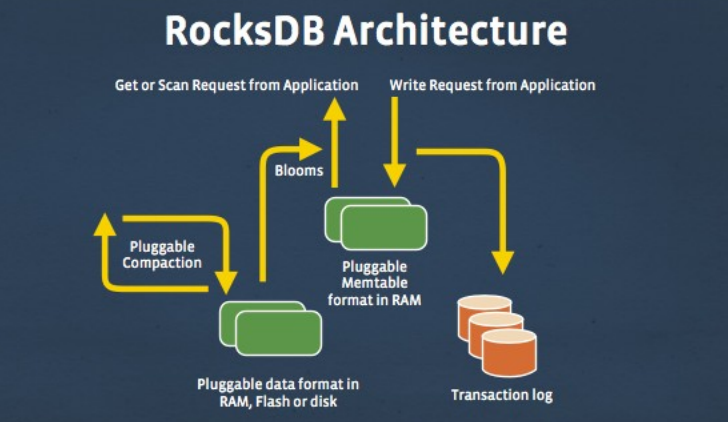 RocksDB Architecture
Get or Scan Request from Application
Write Request from Application
Blooms
Pluggable
Compaction
Pluggable
Memtable
format in RAM
Pluggable data format in
RAM, Flash or disk
Transaction log